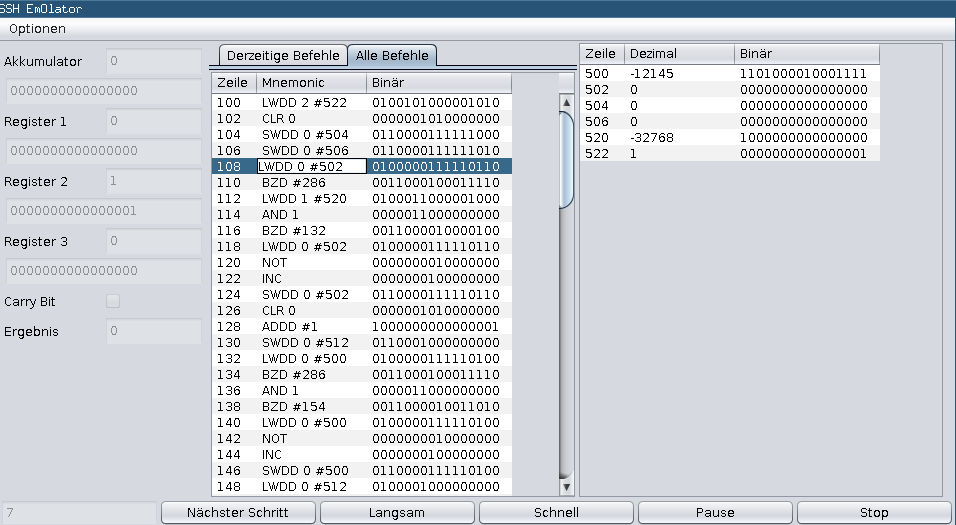 SSH Em0lator
Optionen
Akkumulator 0
0000000000000000
Register 1 0
0000000000000000
Register 2 1
0000000000000001
Register 3 0
0000000000000000
Carry Bit
Ergebnis 0
Derzeitige Befehle Alle Befehle
Zeile Mnemonic Binär
100 LWDD 2 #522 0100101000001010
102 CLR 0 0000001010000000
104 SWDD 0 #504 0110000111111000
106 SWDD 0 #506 0110000111111010
108 LWDD 0 #502 0100000111110110
110 BZD #286 0011000100011110
112 LWDD 1 #520 0100011000001000
114 AND 1 0000011000000000
116 BZD #132 0011000010000100
118 LWDD 0 #502 0100000111110110
120 NOT 0000000010000000
122 INC 0000000100000000
124 SWDD 0 #502 0110000111110110
126 CLR 0 0000001010000000
128 ADDD #1 1000000000000001
130 SWDD 0 #512 0110001000000000
132 LWDD 0 #500 0100000111110100
134 BZD #286 0011000100011110
136 AND 1 0000011000000000
138 BZD #154 0011000010011010
140 LWDD 0 #500 0100000111110100
142 NOT 0000000010000000
144 INC 0000000100000000
146 SWDD 0 #500 0110000111110100
148 LWDD 0 #512 0100001000000000
Zeile Dezimal Binär
500 -12145 1101000010001111
502 0 0000000000000000
504 0 0000000000000000
506 0 0000000000000000
520 -32768 1000000000000000
522 1 0000000000000001
7 Nächster Schritt Langsam Schnell Pause Stop